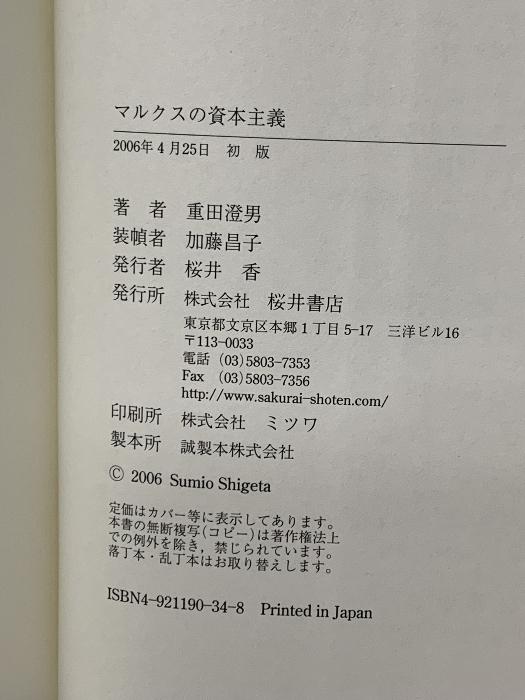 マルクスの資本主義
2006年4月25日　初　版
著　者　重田澄男
装幀者　加藤昌子
発行者　桜井　香
発行所　株式会社　桜井書店
東京都文京区本郷1丁目5-17　三洋ビル16
〒113-0033
電話　(03)5803-7353
Fax　(03)5803-7356
http://www.sakurai-shoten.com/
印刷所　株式会社　ミツワ
製本所　誠製本株式会社
© 2006 Sumio Shigeta
定価はカバー等に表示してあります。
本書の無断複写(コピー)は著作権法上
での例外を除き，禁じられています。
落丁本・乱丁本はお取り替えします。
ISBN4-921190-34-8　Printed in Japan